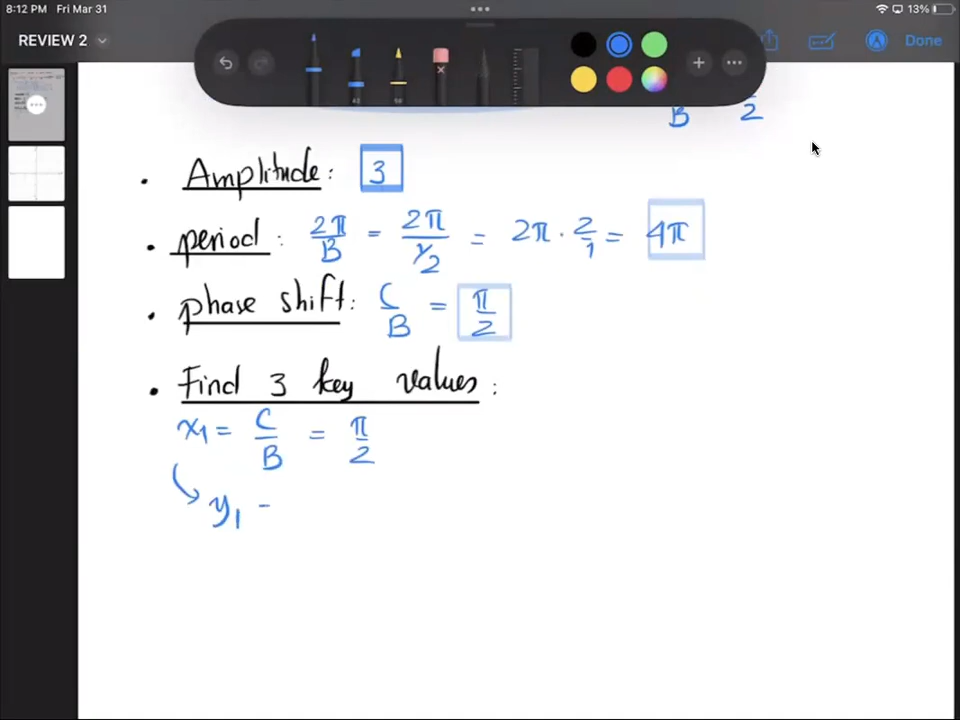 8:12 PM Fri Mar 31 13%
REVIEW 2 Done
B 2
• Amplitude: 3
• period: 2π/B = 2π/(1/2) = 2π · 2/1 = 4π
• phase shift: C/B = π/2
• Find 3 key values:
x₁ = C/B = π/2
y₁ -